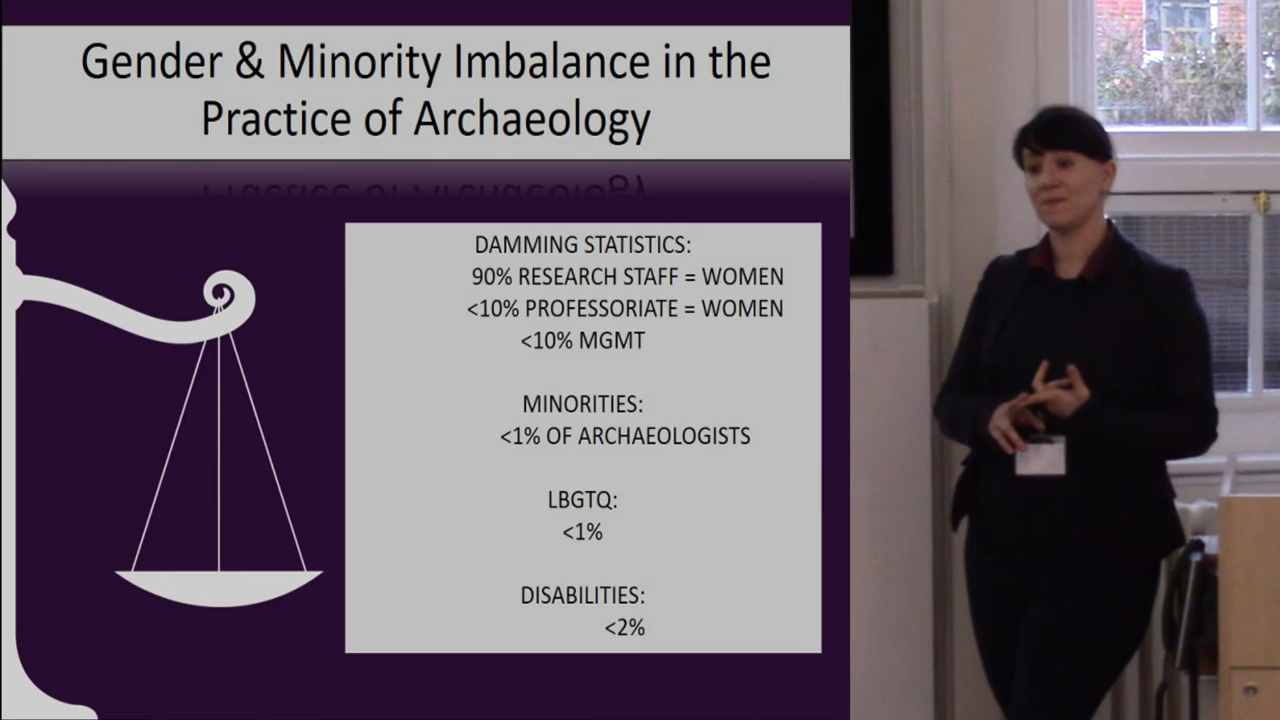 Gender & Minority Imbalance in the
Practice of Archaeology
DAMMING STATISTICS:
90% RESEARCH STAFF = WOMEN
<10% PROFESSORIATE = WOMEN
<10% MGMT
MINORITIES:
<1% OF ARCHAEOLOGISTS
LBGTQ:
<1%
DISABILITIES:
<2%